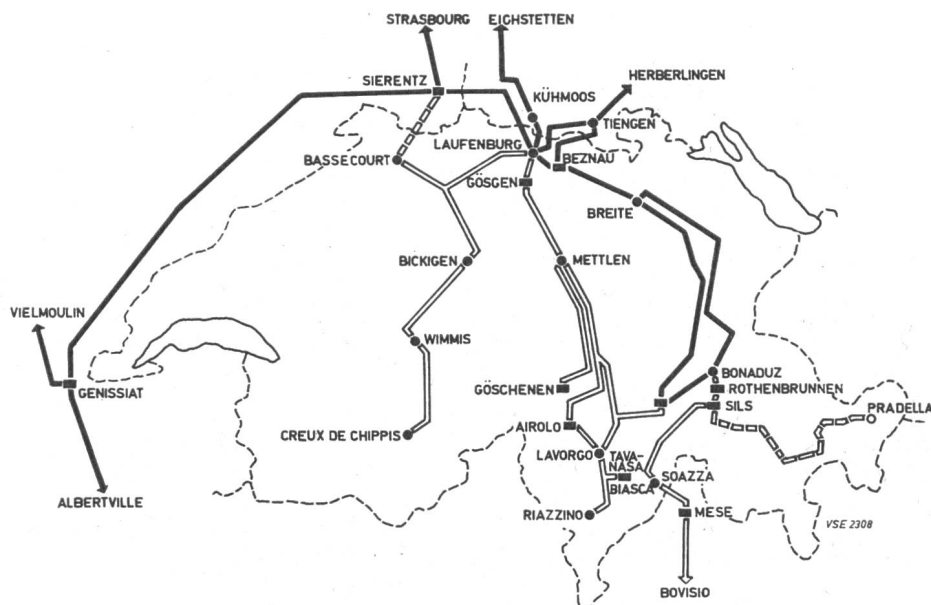 STRASBOURG
EICHSTETTEN
SIERENTZ
HERBERLINGEN
KÜHMOOS
TIENGEN
LAUFENBURG
BASSECOURT
BEZNAU
GÖSGEN
BREITE
BICKIGEN
METTLEN
VIELMOULIN
WIMMIS
GENISSIAT
BONADUZ
GÖSCHENEN
ROTHENBRUNNEN
SILS
PRADELLA
AIROLO
CREUX DE CHIPPIS
LAVORGO
TAVA-
NASA
BIASCA
SOAZZA
ALBERTVILLE
RIAZZINO
MESE
VSE 2308
BOVISIO